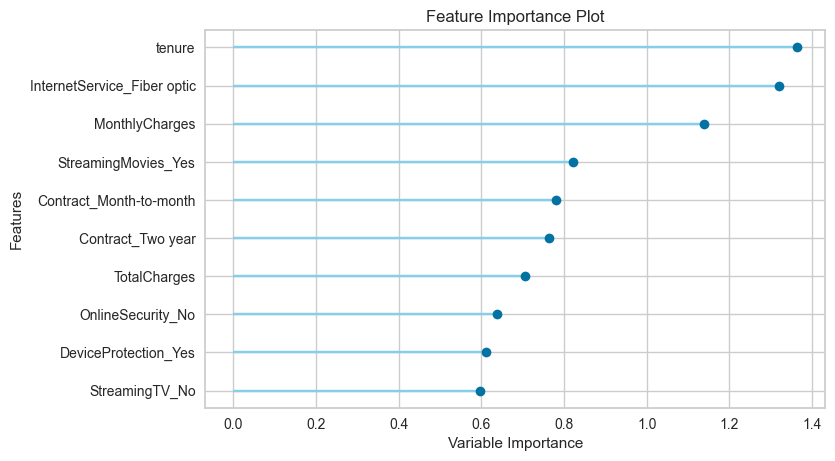 Feature Importance Plot
Features
tenure
InternetService_Fiber optic
MonthlyCharges
StreamingMovies_Yes
Contract_Month-to-month
Contract_Two year
TotalCharges
OnlineSecurity_No
DeviceProtection_Yes
StreamingTV_No
0.0 0.2 0.4 0.6 0.8 1.0 1.2 1.4
Variable Importance